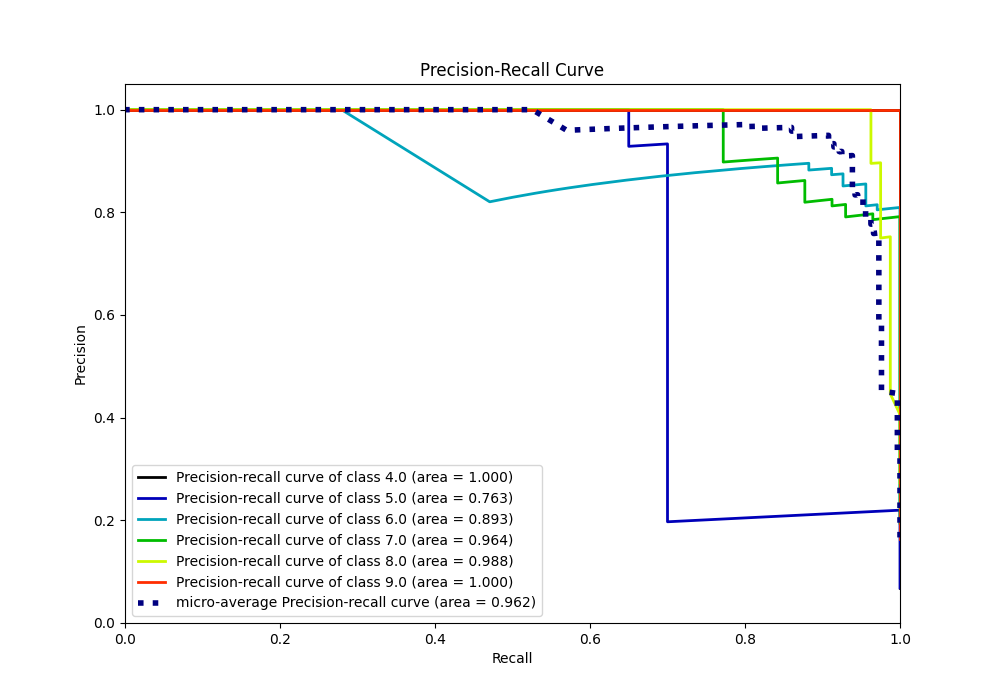 Precision-Recall Curve
1.0
0.8
0.6
0.4
0.2
0.0
Precision
Precision-recall curve of class 4.0 (area = 1.000)
Precision-recall curve of class 5.0 (area = 0.763)
Precision-recall curve of class 6.0 (area = 0.893)
Precision-recall curve of class 7.0 (area = 0.964)
Precision-recall curve of class 8.0 (area = 0.988)
Precision-recall curve of class 9.0 (area = 1.000)
micro-average Precision-recall curve (area = 0.962)
0.0 0.2 0.4 0.6 0.8 1.0
Recall